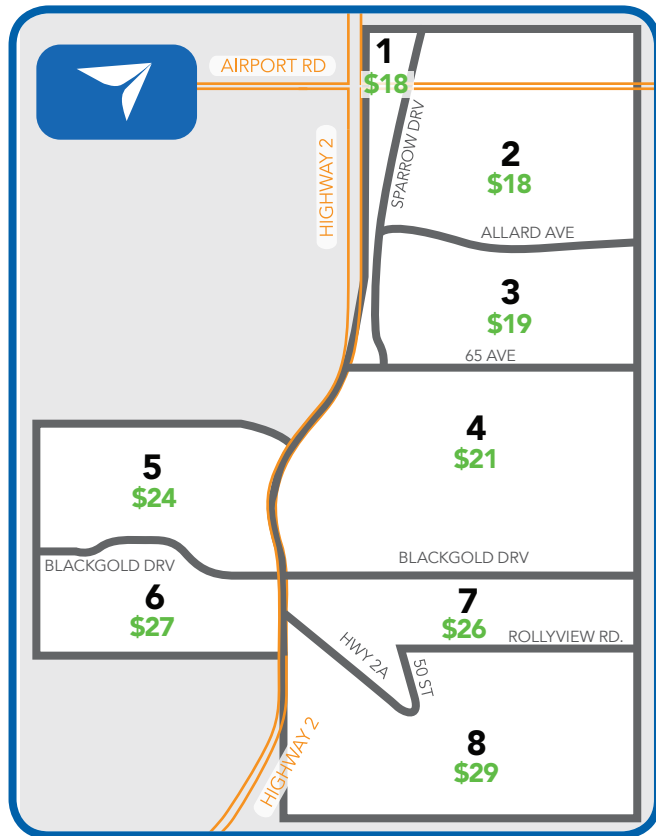 1
$18
AIRPORT RD
HIGHWAY 2
SPARROW DRV
2
$18
ALLARD AVE
3
$19
65 AVE
4
$21
5
$24
BLACKGOLD DRV
BLACKGOLD DRV
6
$27
7
$26
ROLLYVIEW RD.
HWY 2A
50 ST
8
$29
HIGHWAY 2